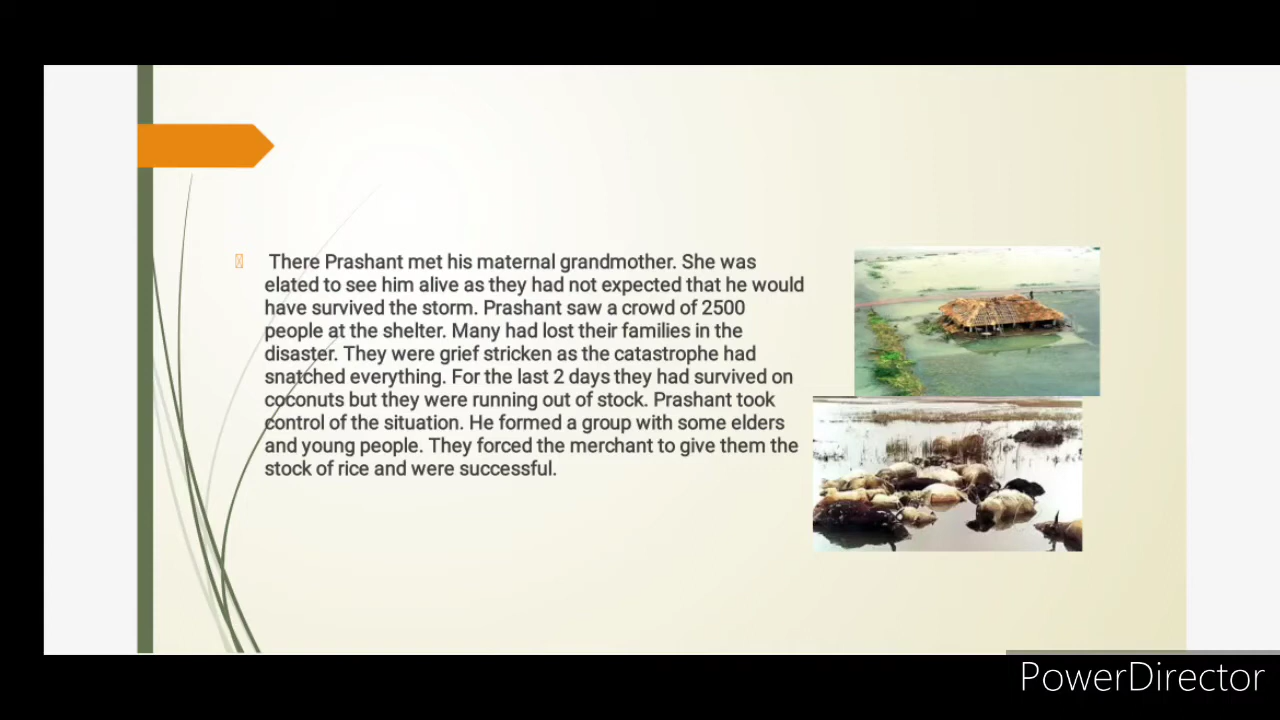 There Prashant met his maternal grandmother. She was
elated to see him alive as they had not expected that he would
have survived the storm. Prashant saw a crowd of 2500
people at the shelter. Many had lost their families in the
disaster. They were grief stricken as the catastrophe had
snatched everything. For the last 2 days they had survived on
coconuts but they were running out of stock. Prashant took
control of the situation. He formed a group with some elders
and young people. They forced the merchant to give them the
stock of rice and were successful.
PowerDirector